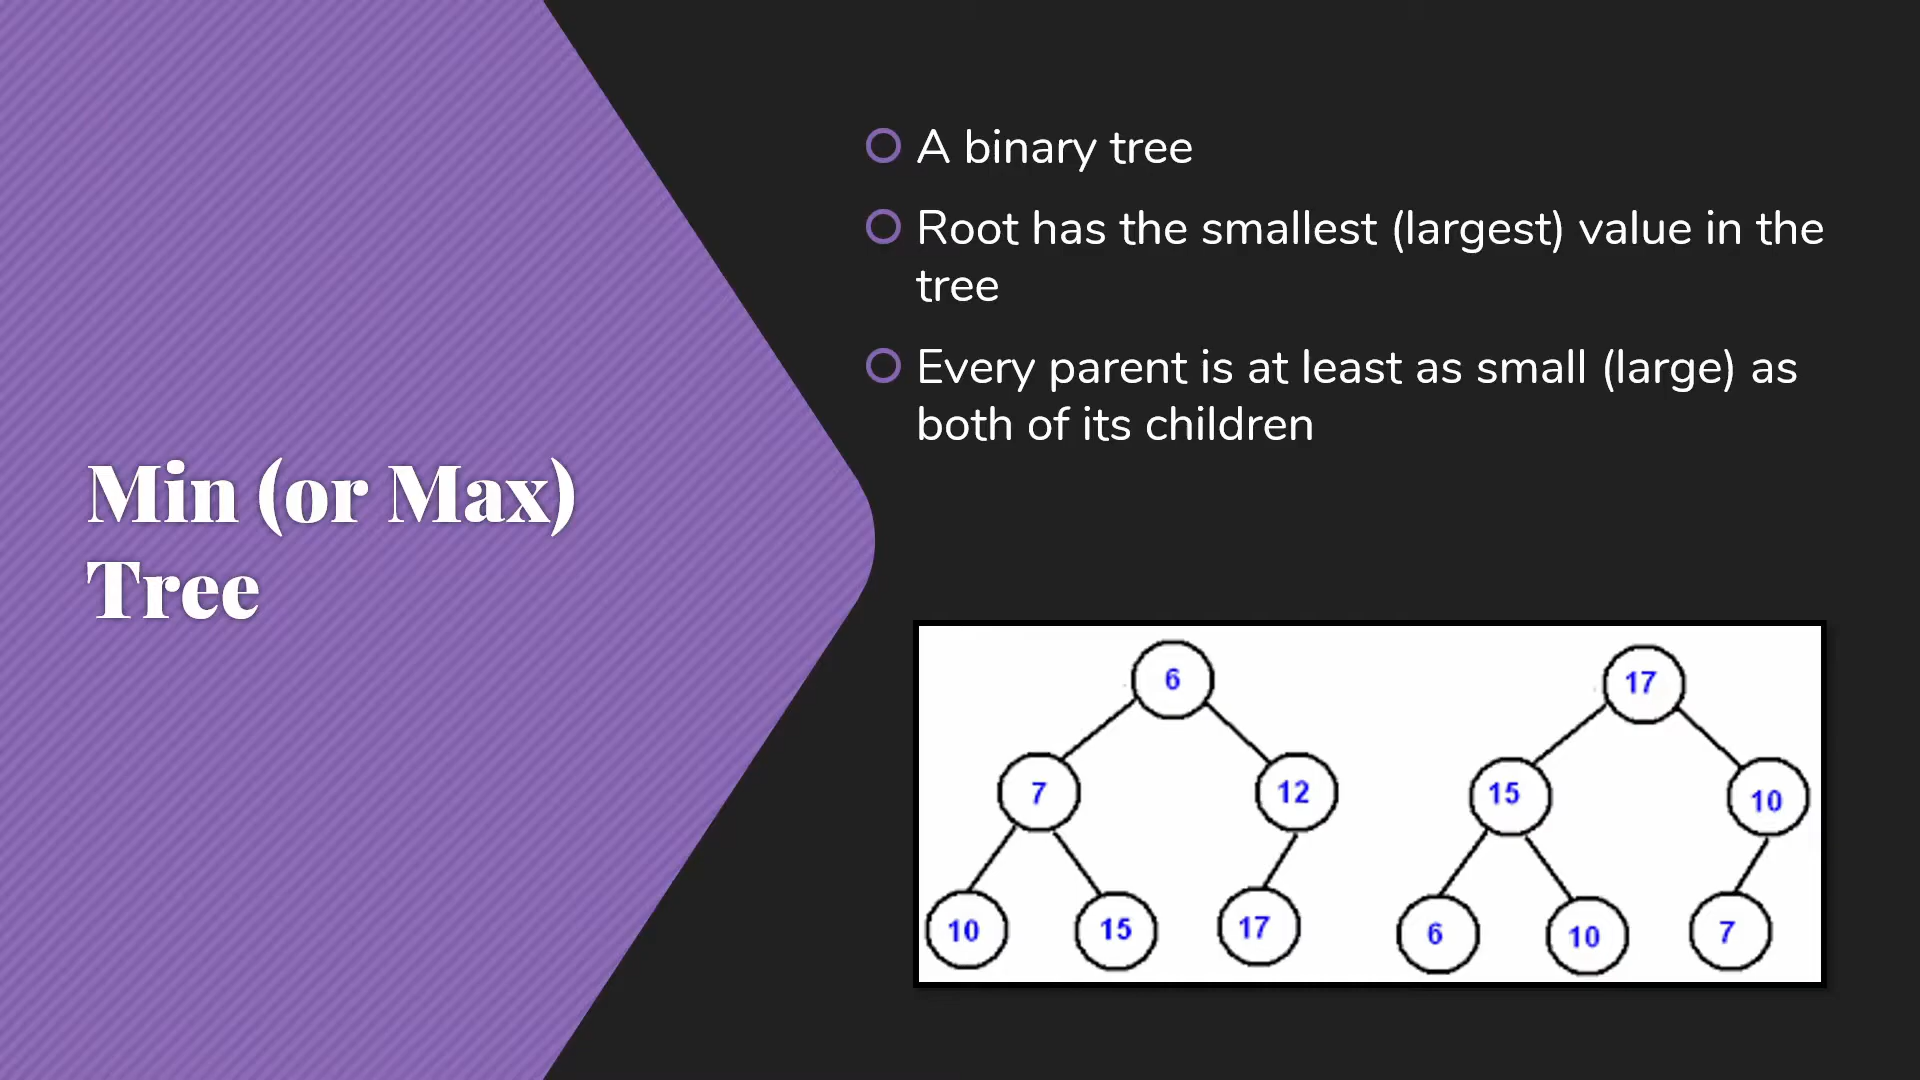 Min (or Max)
Tree
A binary tree
Root has the smallest (largest) value in the
tree
Every parent is at least as small (large) as
both of its children
6
7
12
10
15
17
17
15
10
6
10
7